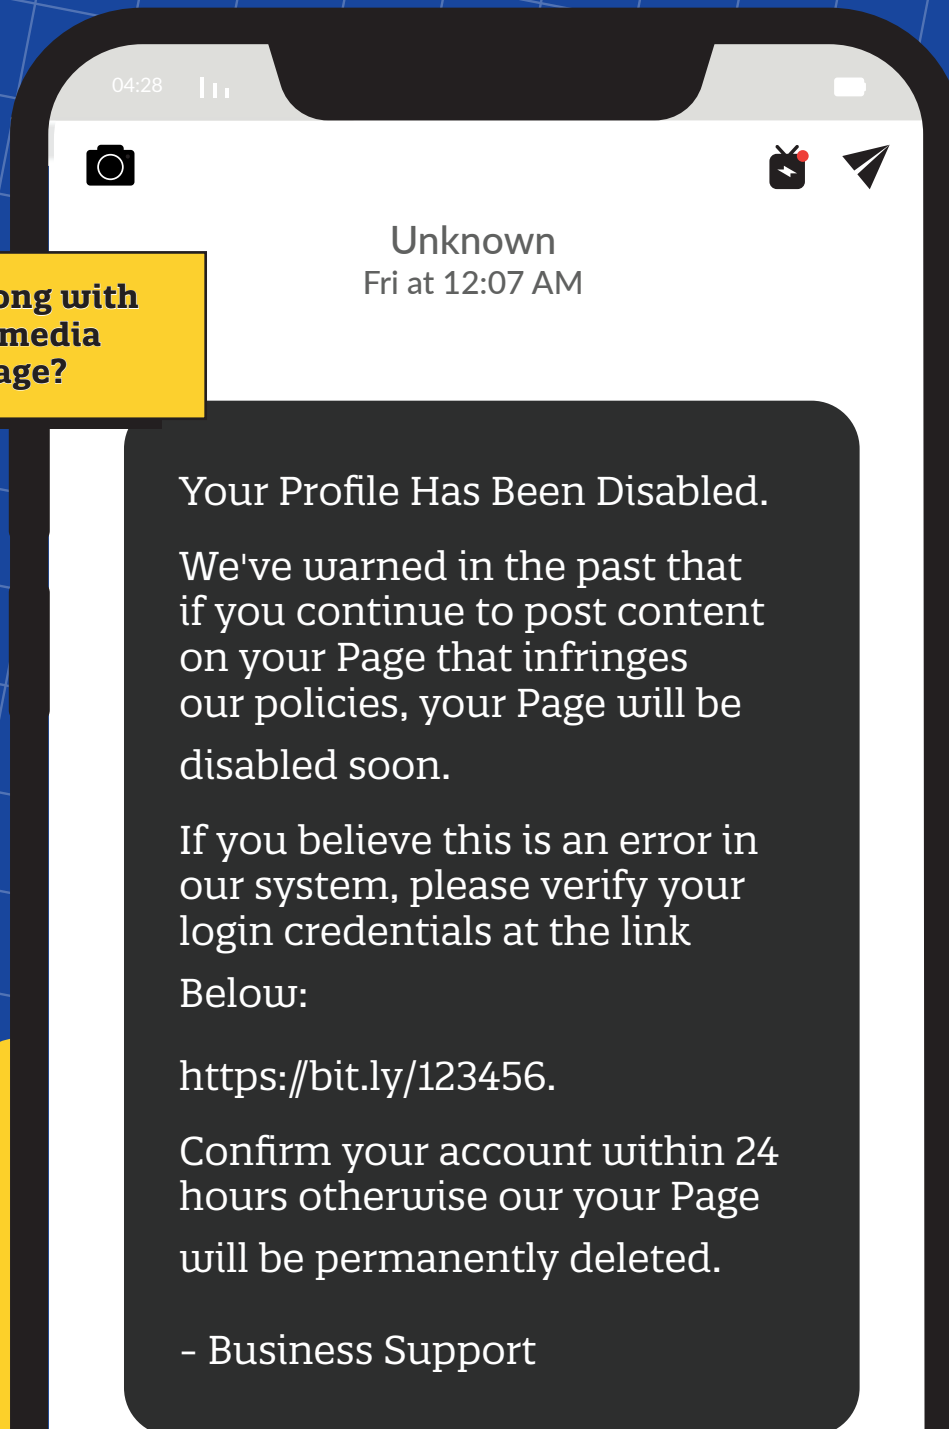 04:28
Unknown
Fri at 12:07 AM
ong with
media
age?
Your Profile Has Been Disabled.
We've warned in the past that
if you continue to post content
on your Page that infringes
our policies, your Page will be
disabled soon.
If you believe this is an error in
our system, please verify your
login credentials at the link
Below:
https://bit.ly/123456.
Confirm your account within 24
hours otherwise our your Page
will be permanently deleted.
- Business Support